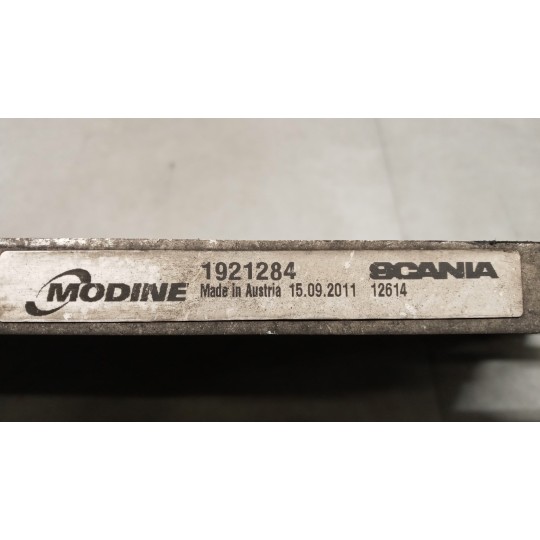 MODINE
1921284 SCANIA
Made in Austria 15.09.2011 12614